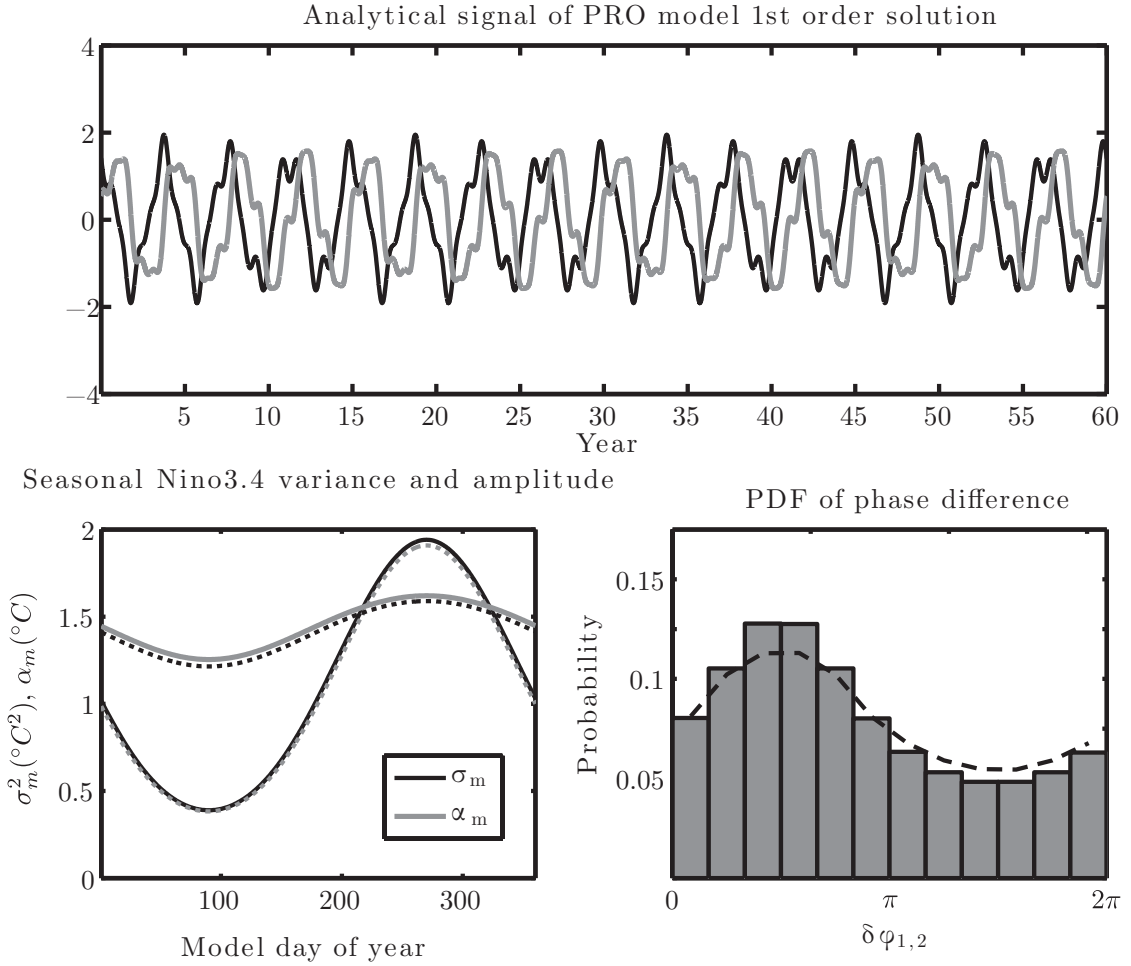 Analytical signal of PRO model 1st order solution
4
2
0
−2
−4
5 10 15 20 25 30 35 40 45 50 55 60
Year
Seasonal Nino3.4 variance and amplitude
2
1.5
1
0.5
0
σ²ₘ(°C²), αₘ(°C)
σ m
α m
100 200 300
Model day of year
PDF of phase difference
0.15
0.1
0.05
Probability
0 π 2π
δφ₁,₂